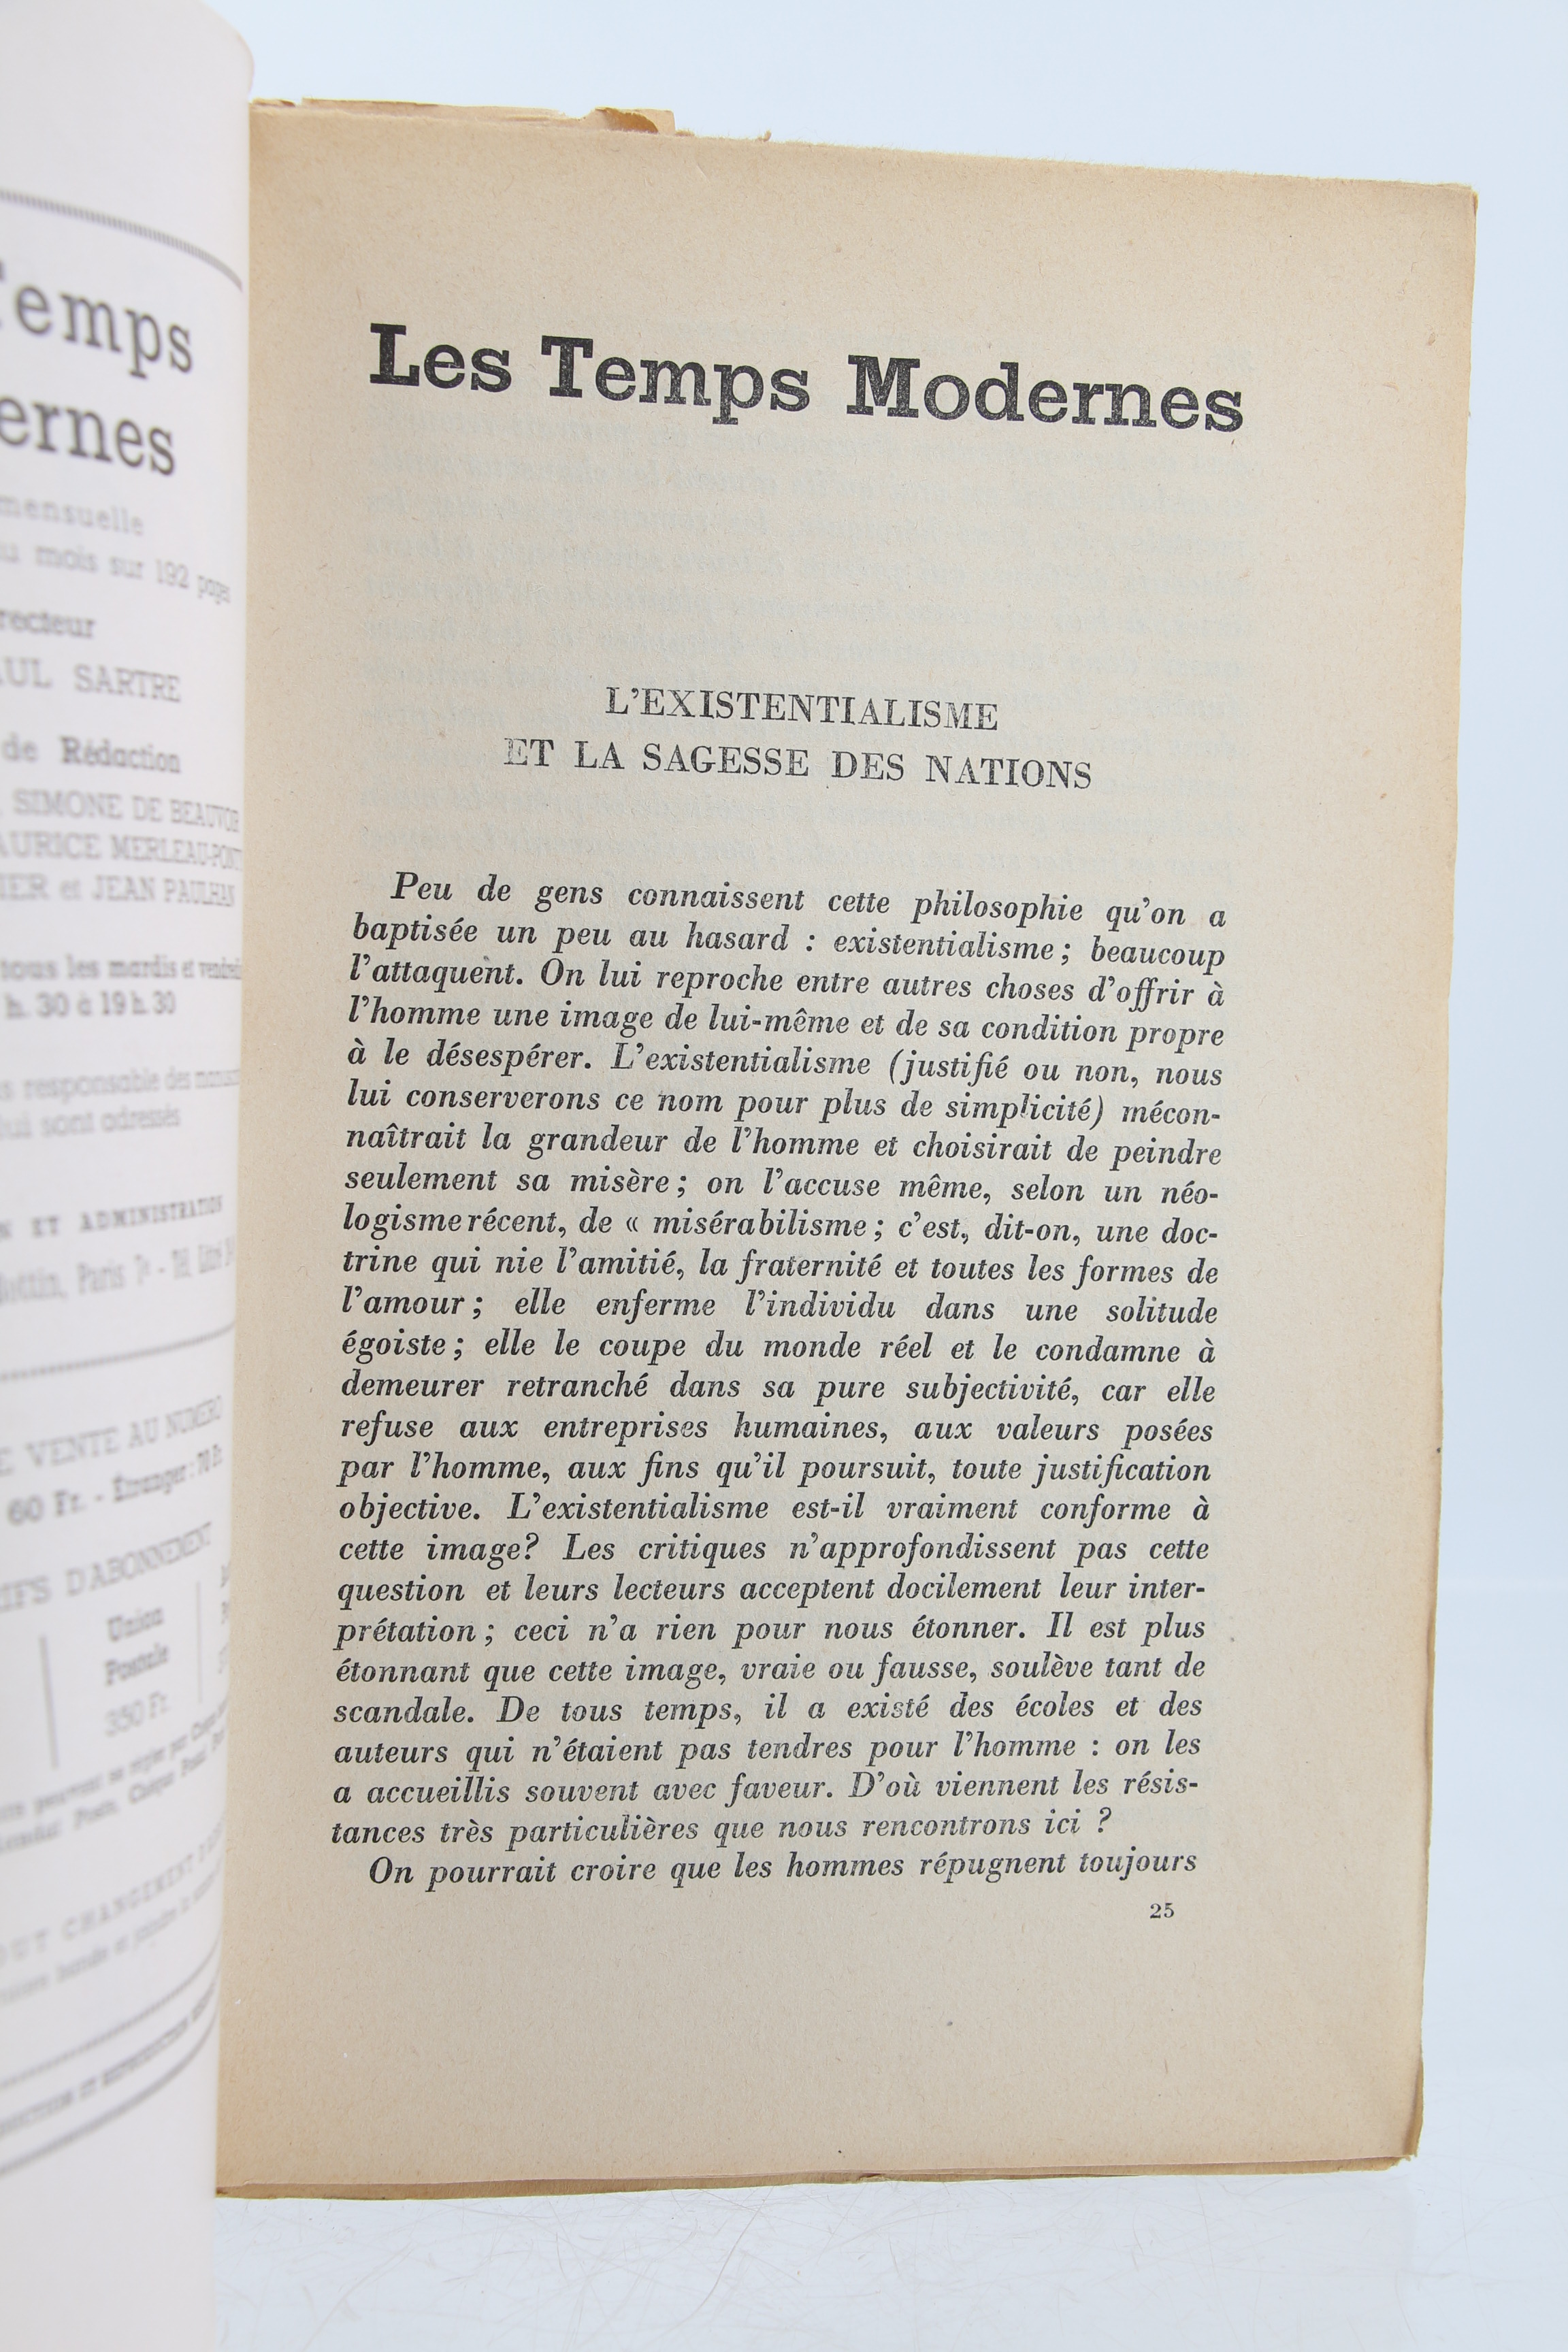 Temps
ernes
mensuelle
mois sur 192 pages
recteur
AUL SARTRE
de Rédaction
SIMONE DE BEAUVOIR
AURICE MERLEAU-PONT
IER et JEAN PAULHAN
tous les mardis et vendredi
h. 30 à 19 h. 30
responsable des
lui sont adressés
N ET ADMINISTRATION
Paris 7e - Tél.
E VENTE AU NUMÉRO
60 Fr. - Étranger : 70 Fr.
IFS D'ABONNEMENT
Union
Postale
350 Fr.
OUT CHANGEMENT
Les Temps Modernes
L'EXISTENTIALISME
ET LA SAGESSE DES NATIONS
Peu de gens connaissent cette philosophie qu'on a
baptisée un peu au hasard : existentialisme ; beaucoup
l'attaquent. On lui reproche entre autres choses d'offrir à
l'homme une image de lui-même et de sa condition propre
à le désespérer. L'existentialisme (justifié ou non, nous
lui conserverons ce nom pour plus de simplicité) mécon-
naîtrait la grandeur de l'homme et choisirait de peindre
seulement sa misère ; on l'accuse même, selon un néo-
logisme récent, de « misérabilisme ; c'est, dit-on, une doc-
trine qui nie l'amitié, la fraternité et toutes les formes de
l'amour ; elle enferme l'individu dans une solitude
égoiste ; elle le coupe du monde réel et le condamne à
demeurer retranché dans sa pure subjectivité, car elle
refuse aux entreprises humaines, aux valeurs posées
par l'homme, aux fins qu'il poursuit, toute justification
objective. L'existentialisme est-il vraiment conforme à
cette image? Les critiques n'approfondissent pas cette
question et leurs lecteurs acceptent docilement leur inter-
prétation ; ceci n'a rien pour nous étonner. Il est plus
étonnant que cette image, vraie ou fausse, soulève tant de
scandale. De tous temps, il a existé des écoles et des
auteurs qui n'étaient pas tendres pour l'homme : on les
a accueillis souvent avec faveur. D'où viennent les résis-
tances très particulières que nous rencontrons ici ?
On pourrait croire que les hommes répugnent toujours
25